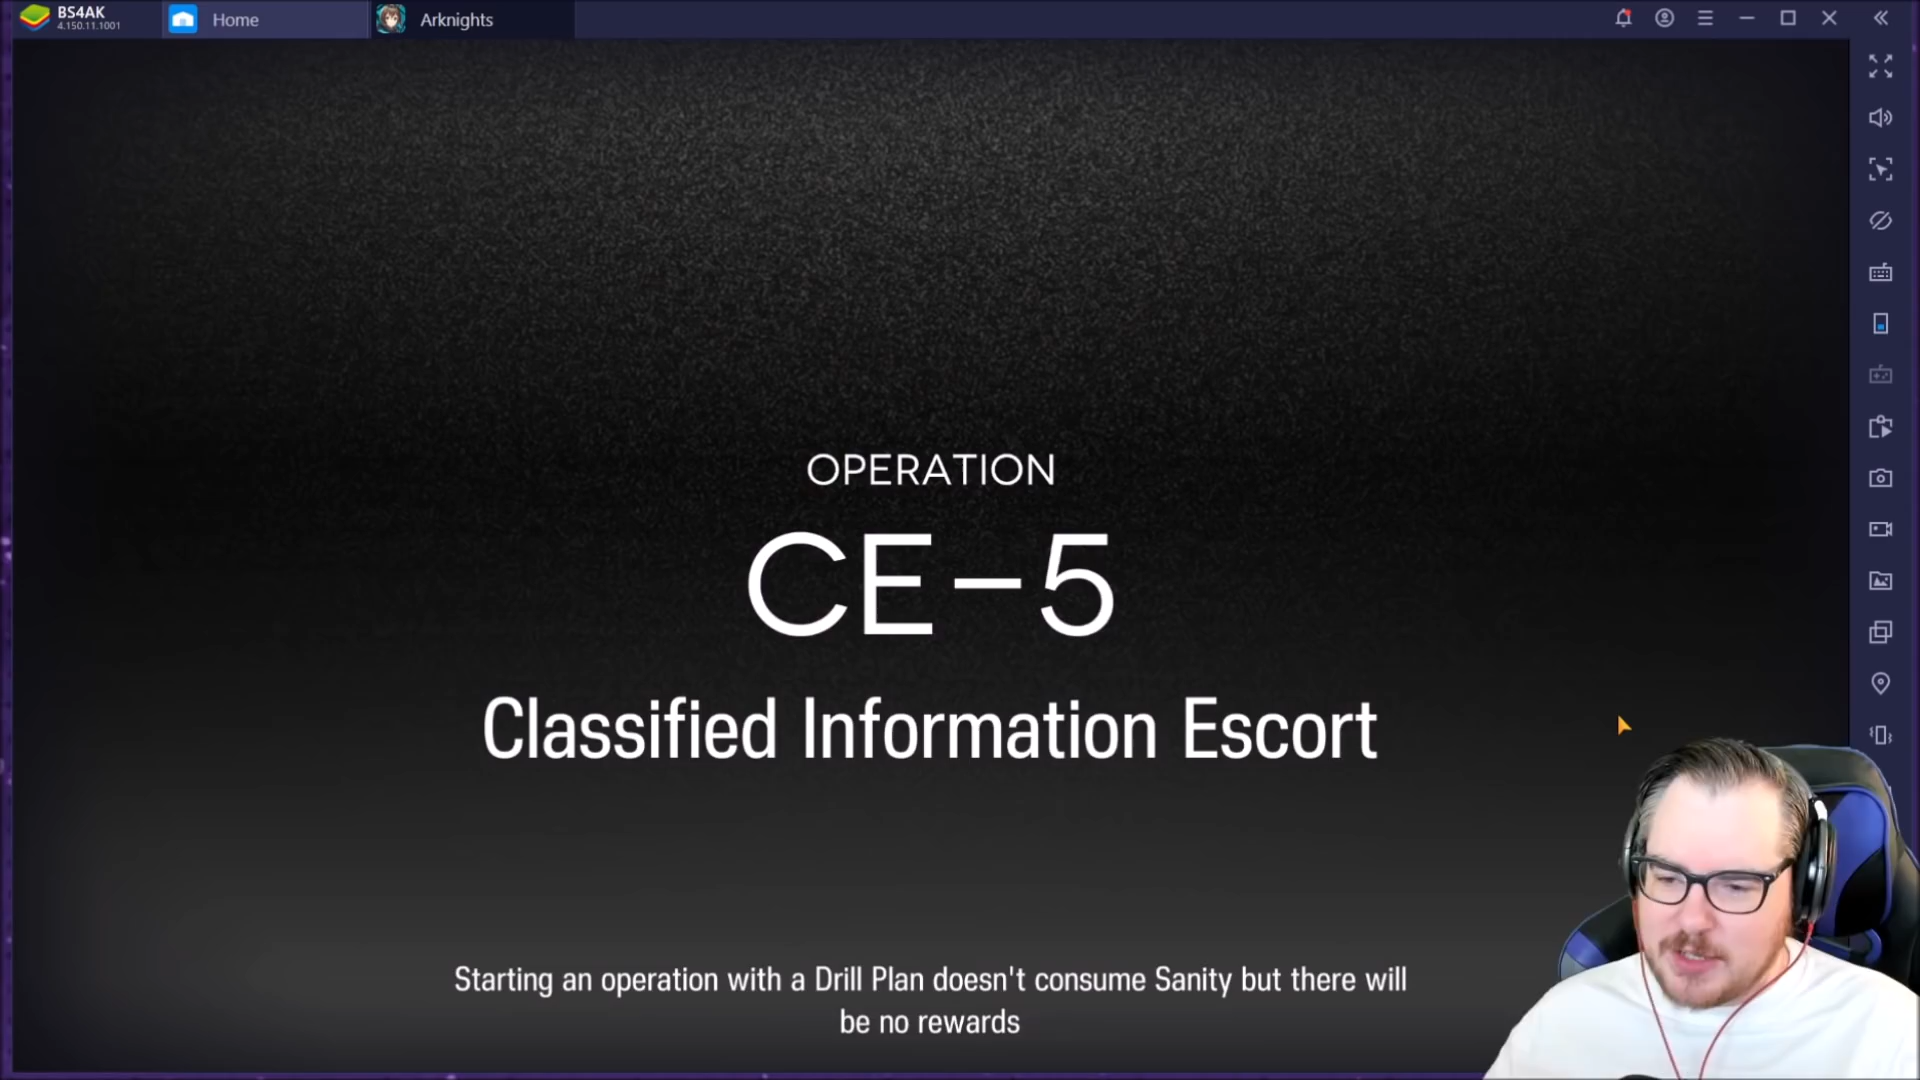 BS4AK
4.150.11.1001
Home
Arknights
OPERATION
CE-5
Classified Information Escort
Starting an operation with a Drill Plan doesn't consume Sanity but there will
be no rewards